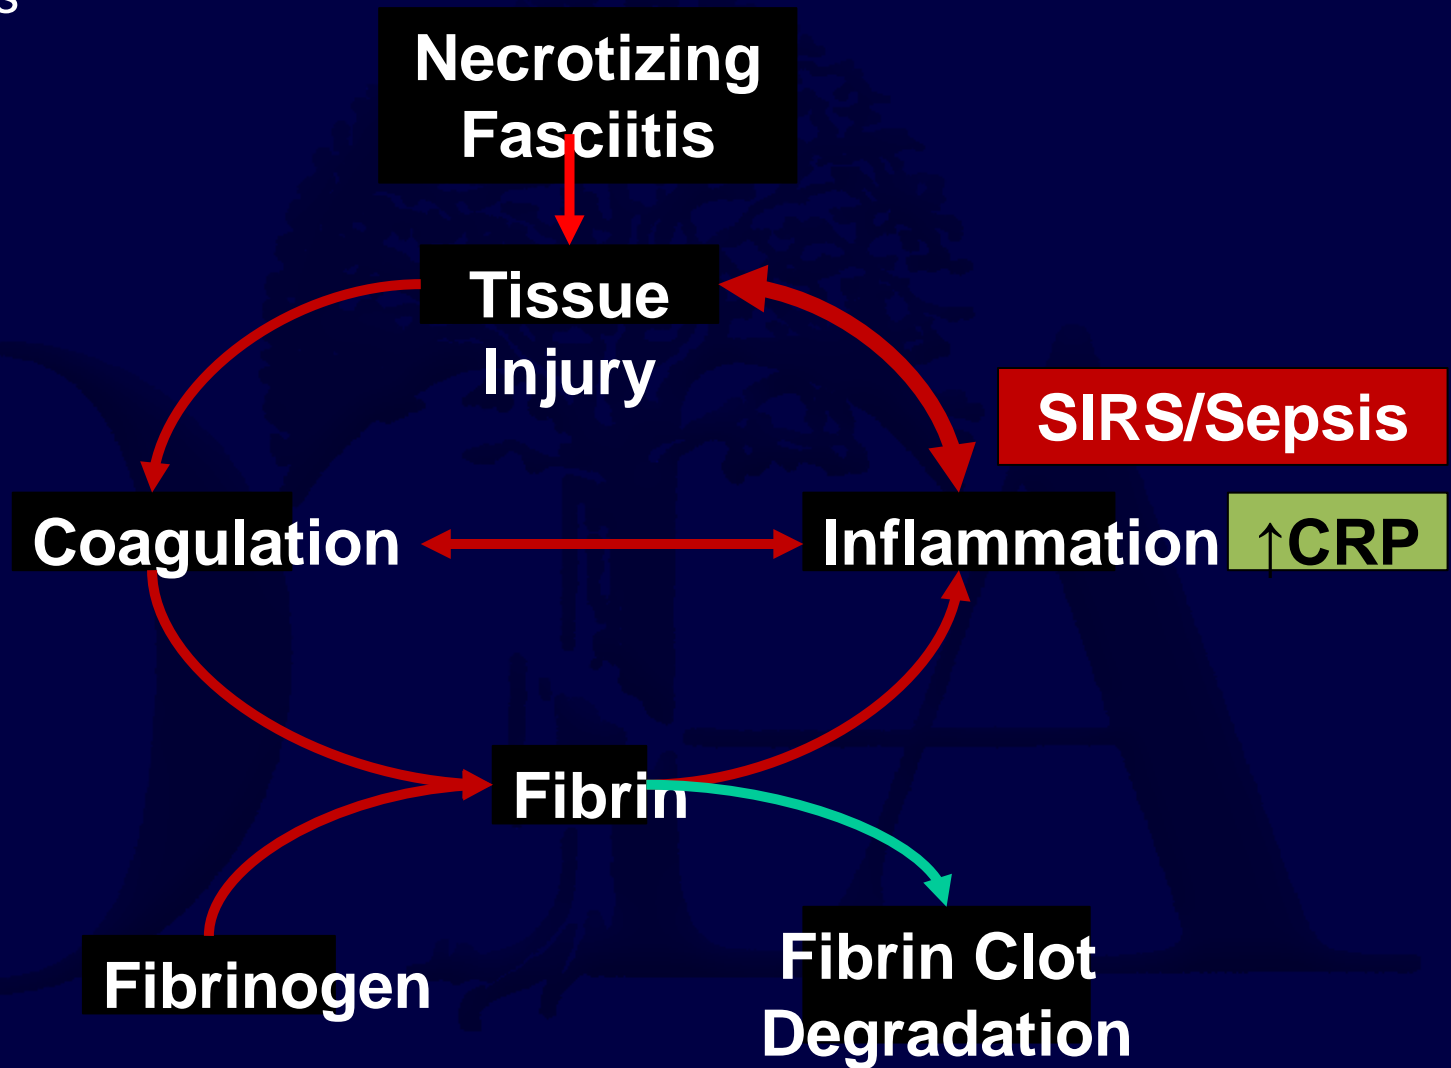 s
Necrotizing
Fasciitis
Tissue
Injury
SIRS/Sepsis
Coagulation
Inflammation
↑CRP
Fibrin
Fibrinogen
Fibrin Clot
Degradation